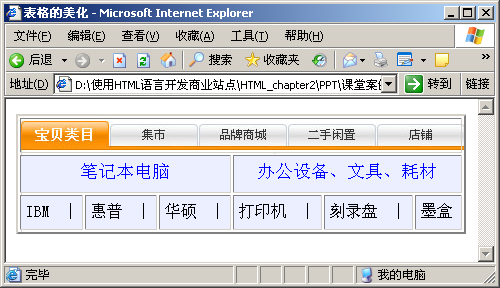 表格的美化 - Microsoft Internet Explorer
文件(F) 编辑(E) 查看(V) 收藏(A) 工具(T) 帮助(H)
后退 搜索 收藏夹
地址(D) D:\使用HTML语言开发商业站点\HTML_chapter2\PPT\课堂案 转到 链接
宝贝类目 集市 品牌商城 二手闲置 店铺
笔记本电脑 办公设备、文具、耗材
IBM | 惠普 | 华硕 | 打印机 | 刻录盘 | 墨盒
完毕 我的电脑